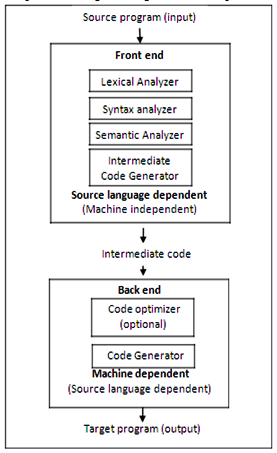 Source program (input)
Front end
Lexical Analyzer
Syntax analyzer
Semantic Analyzer
Intermediate
Code Generator
Source language dependent
(Machine independent)
Intermediate code
Back end
Code optimizer
(optional)
Code Generator
Machine dependent
(Source language dependent)
Target program (output)